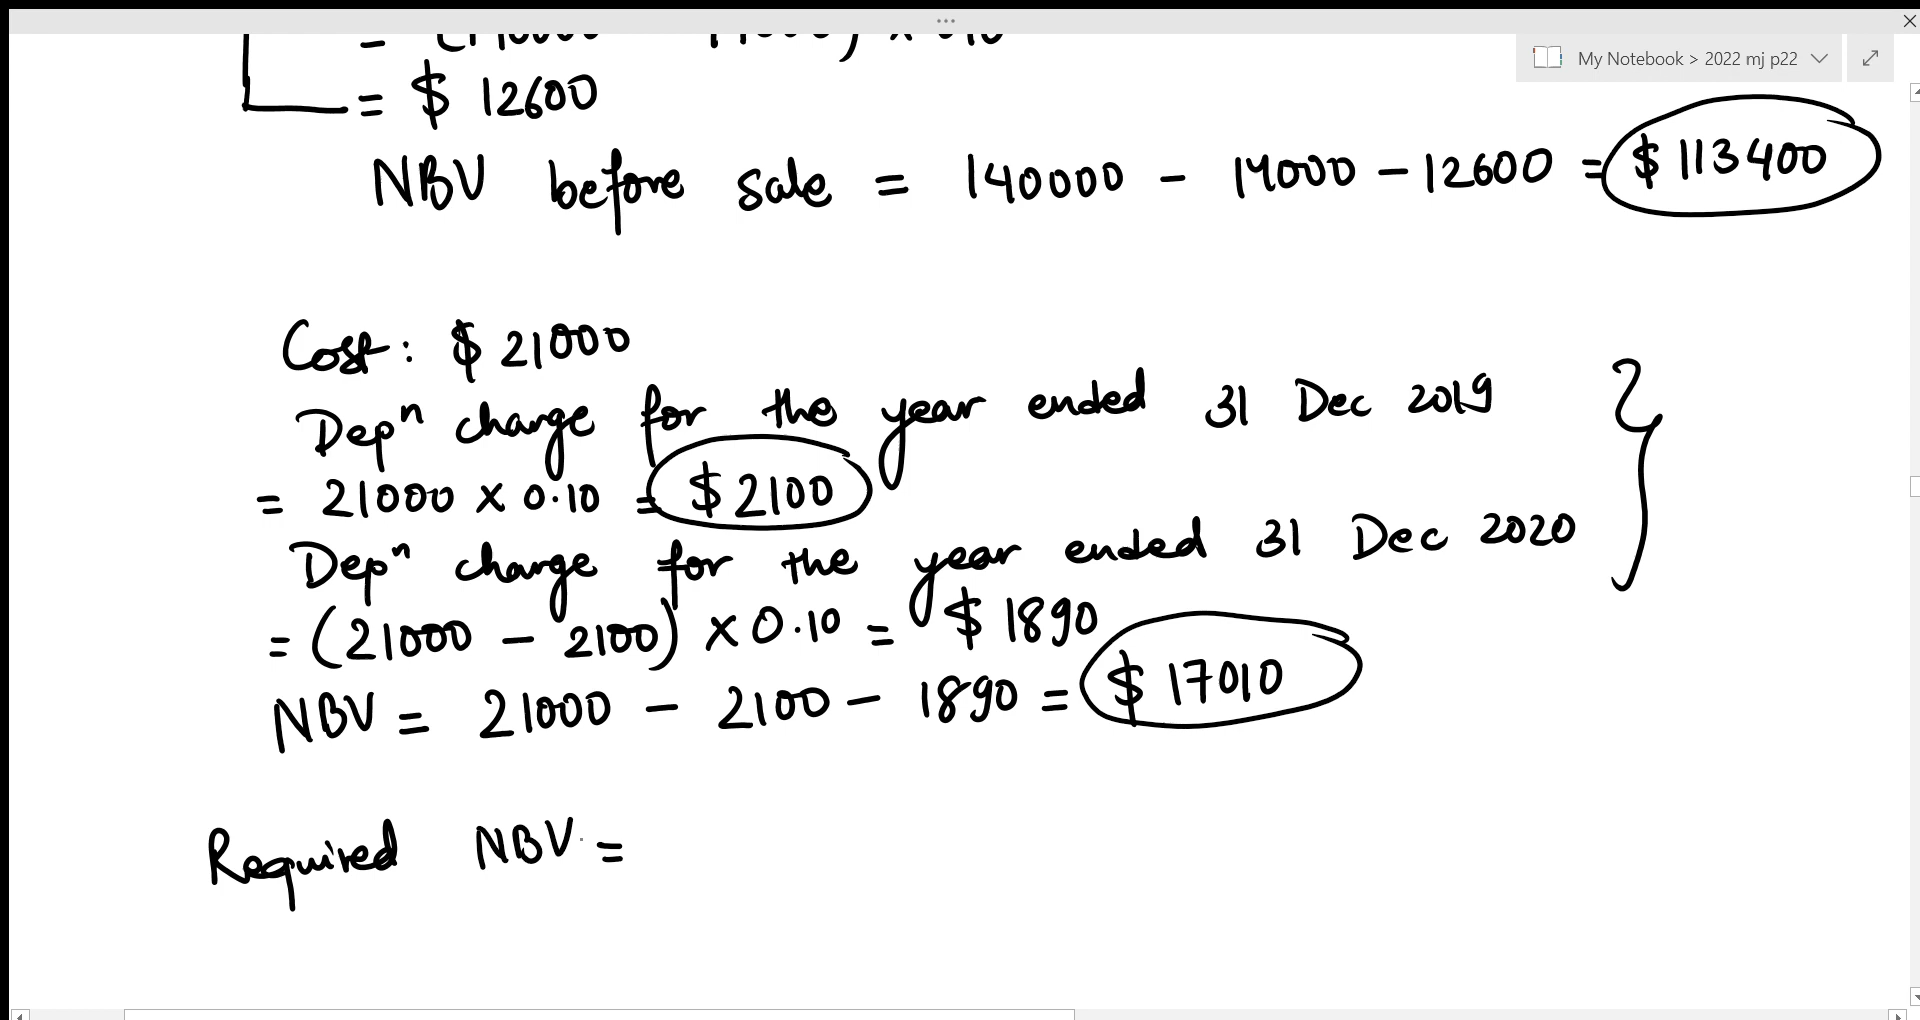 My Notebook > 2022 mj p22
= $ 12600
NBV before sale = 140000 - 14000 - 12600 = $ 113400
Cost: $ 21000
Depⁿ charge for the year ended 31 Dec 2019
= 21000 x 0.10 = $ 2100
Depⁿ charge for the year ended 31 Dec 2020
= (21000 - 2100) x 0.10 = $ 1890
NBV = 21000 - 2100 - 1890 = $ 17010
Required NBV =